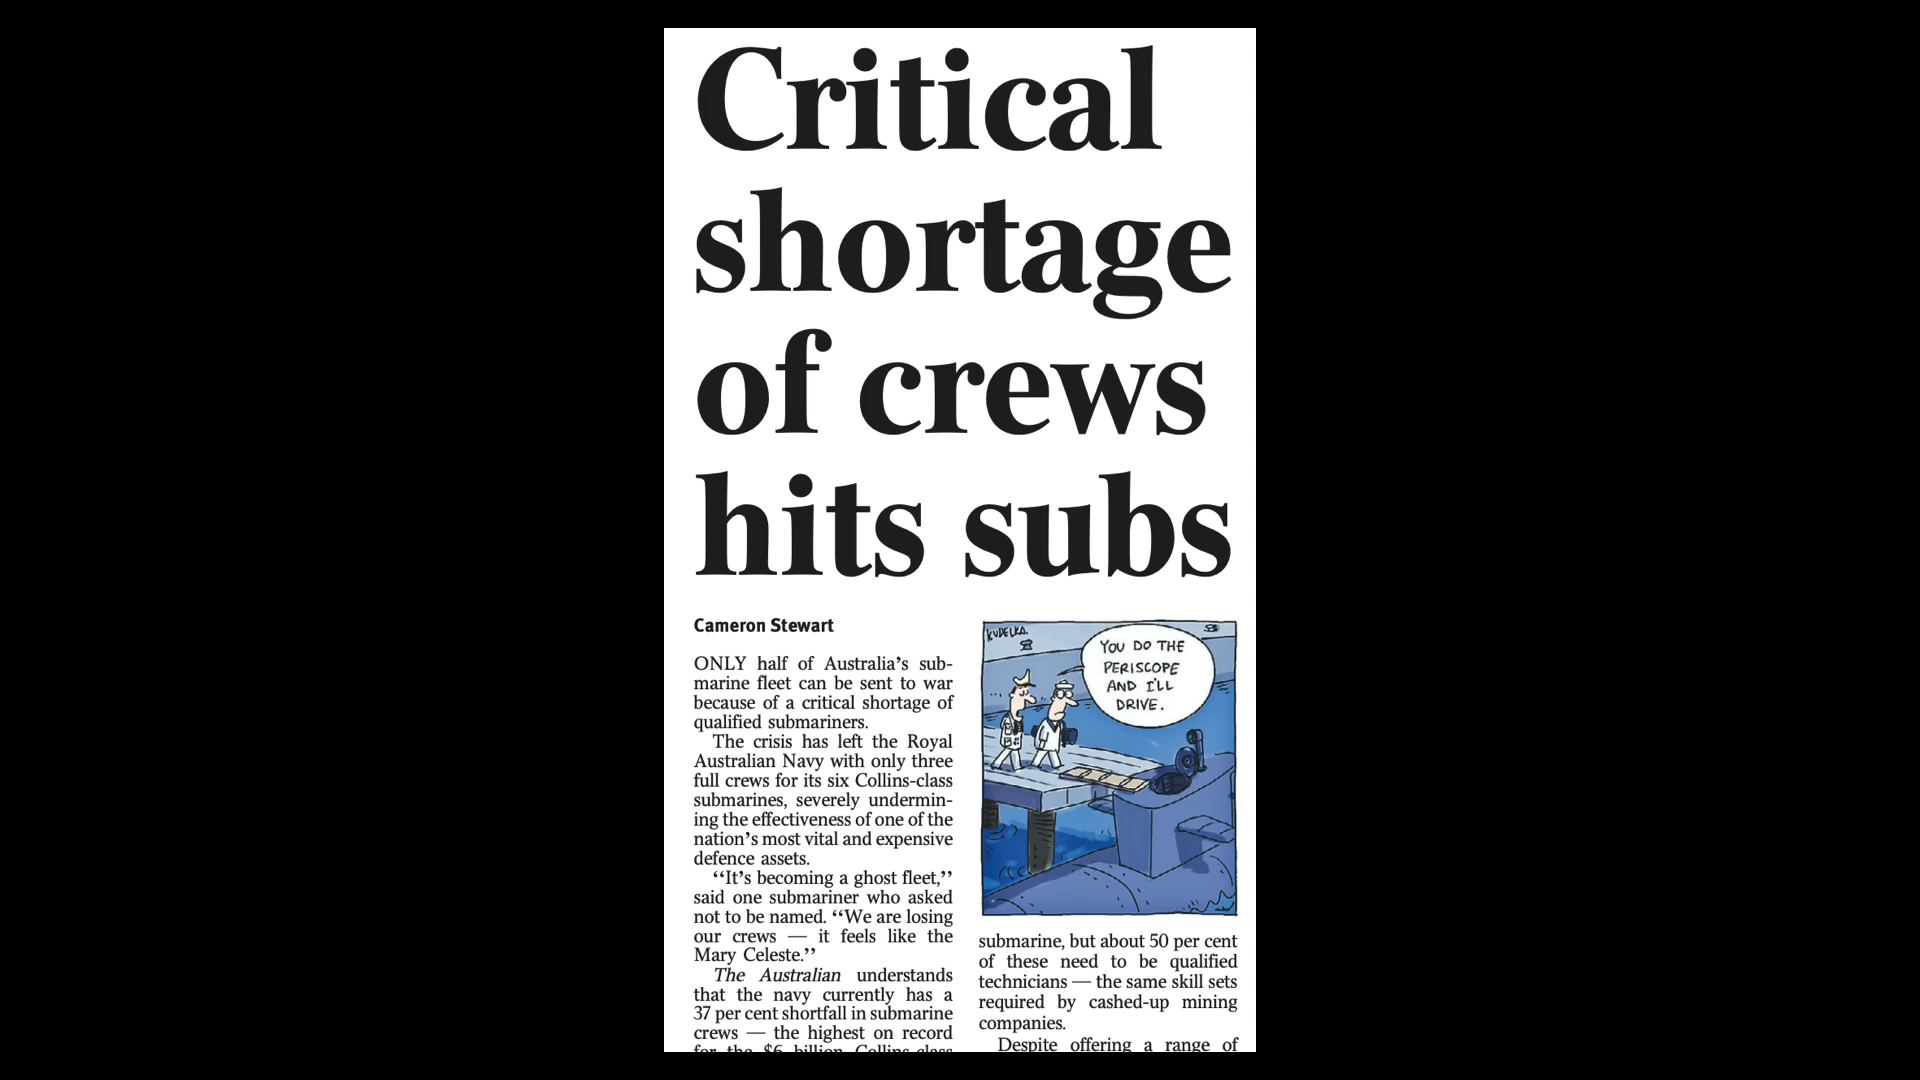 Critical
shortage
of crews
hits subs
Cameron Stewart
ONLY half of Australia’s sub-
marine fleet can be sent to war
because of a critical shortage of
qualified submariners.
The crisis has left the Royal
Australian Navy with only three
full crews for its six Collins-class
submarines, severely undermin-
ing the effectiveness of one of the
nation’s most vital and expensive
defence assets.
‘‘It’s becoming a ghost fleet,’’
said one submariner who asked
not to be named. ‘‘We are losing
our crews — it feels like the
Mary Celeste.’’
The Australian understands
that the navy currently has a
37 per cent shortfall in submarine
crews — the highest on record
for the $6 billion Collins-class
KUDELKA.
YOU DO THE
PERISCOPE
AND I'LL
DRIVE.
submarine, but about 50 per cent
of these need to be qualified
technicians — the same skill sets
required by cashed-up mining
companies.
Despite offering a range of